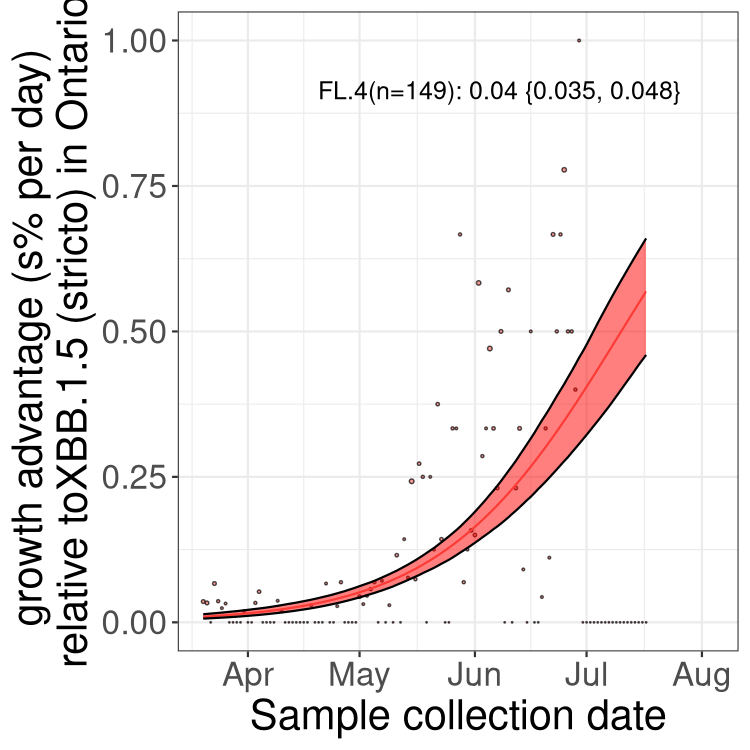 growth advantage (s% per day)
relative toXBB.1.5 (stricto) in Ontario
1.00
0.75
0.50
0.25
0.00
FL.4(n=149): 0.04 {0.035, 0.048}
Apr May Jun Jul Aug
Sample collection date